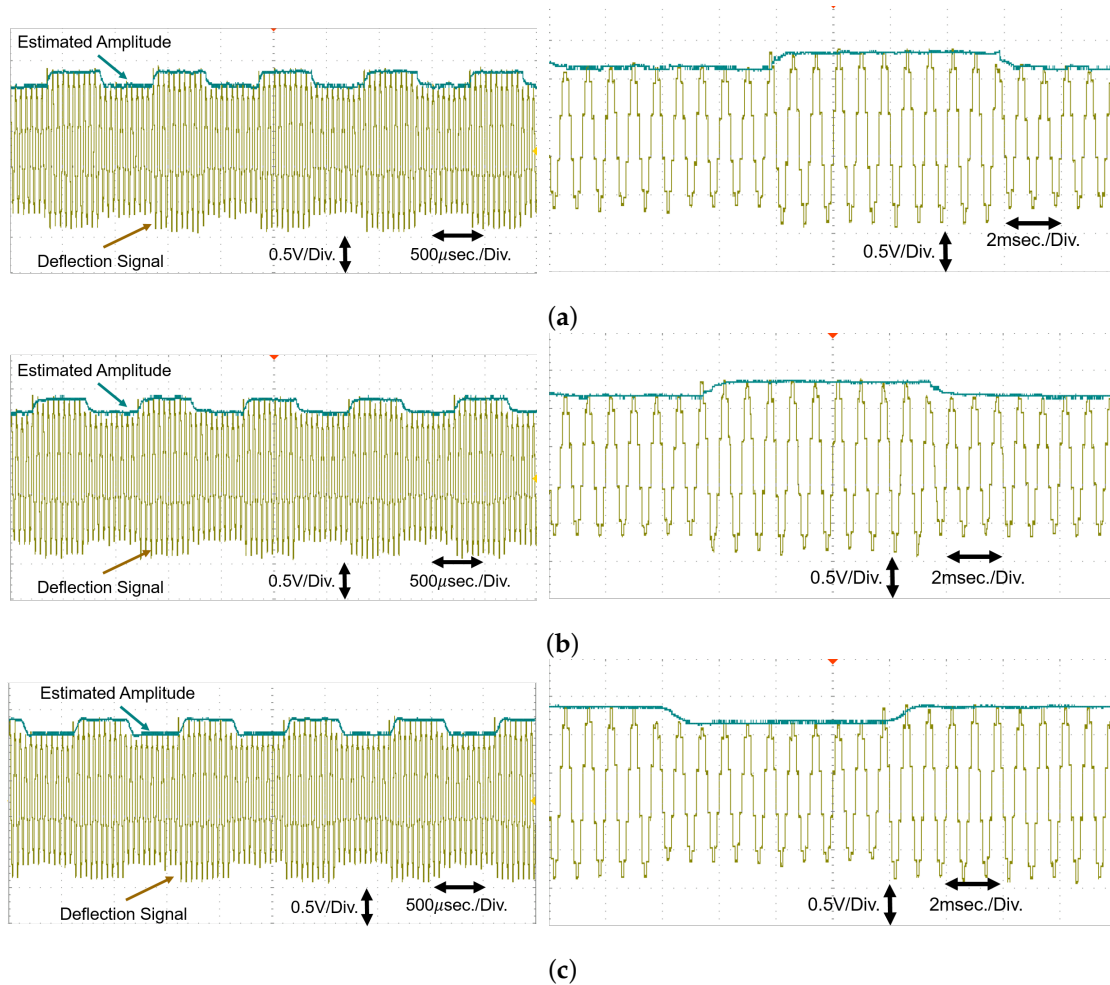 Estimated Amplitude
Deflection Signal
0.5V/Div.
500μsec./Div.
0.5V/Div.
2msec./Div.
(a)
Estimated Amplitude
Deflection Signal
0.5V/Div.
500μsec./Div.
0.5V/Div.
2msec./Div.
(b)
Estimated Amplitude
Deflection Signal
0.5V/Div.
500μsec./Div.
0.5V/Div.
2msec./Div.
(c)